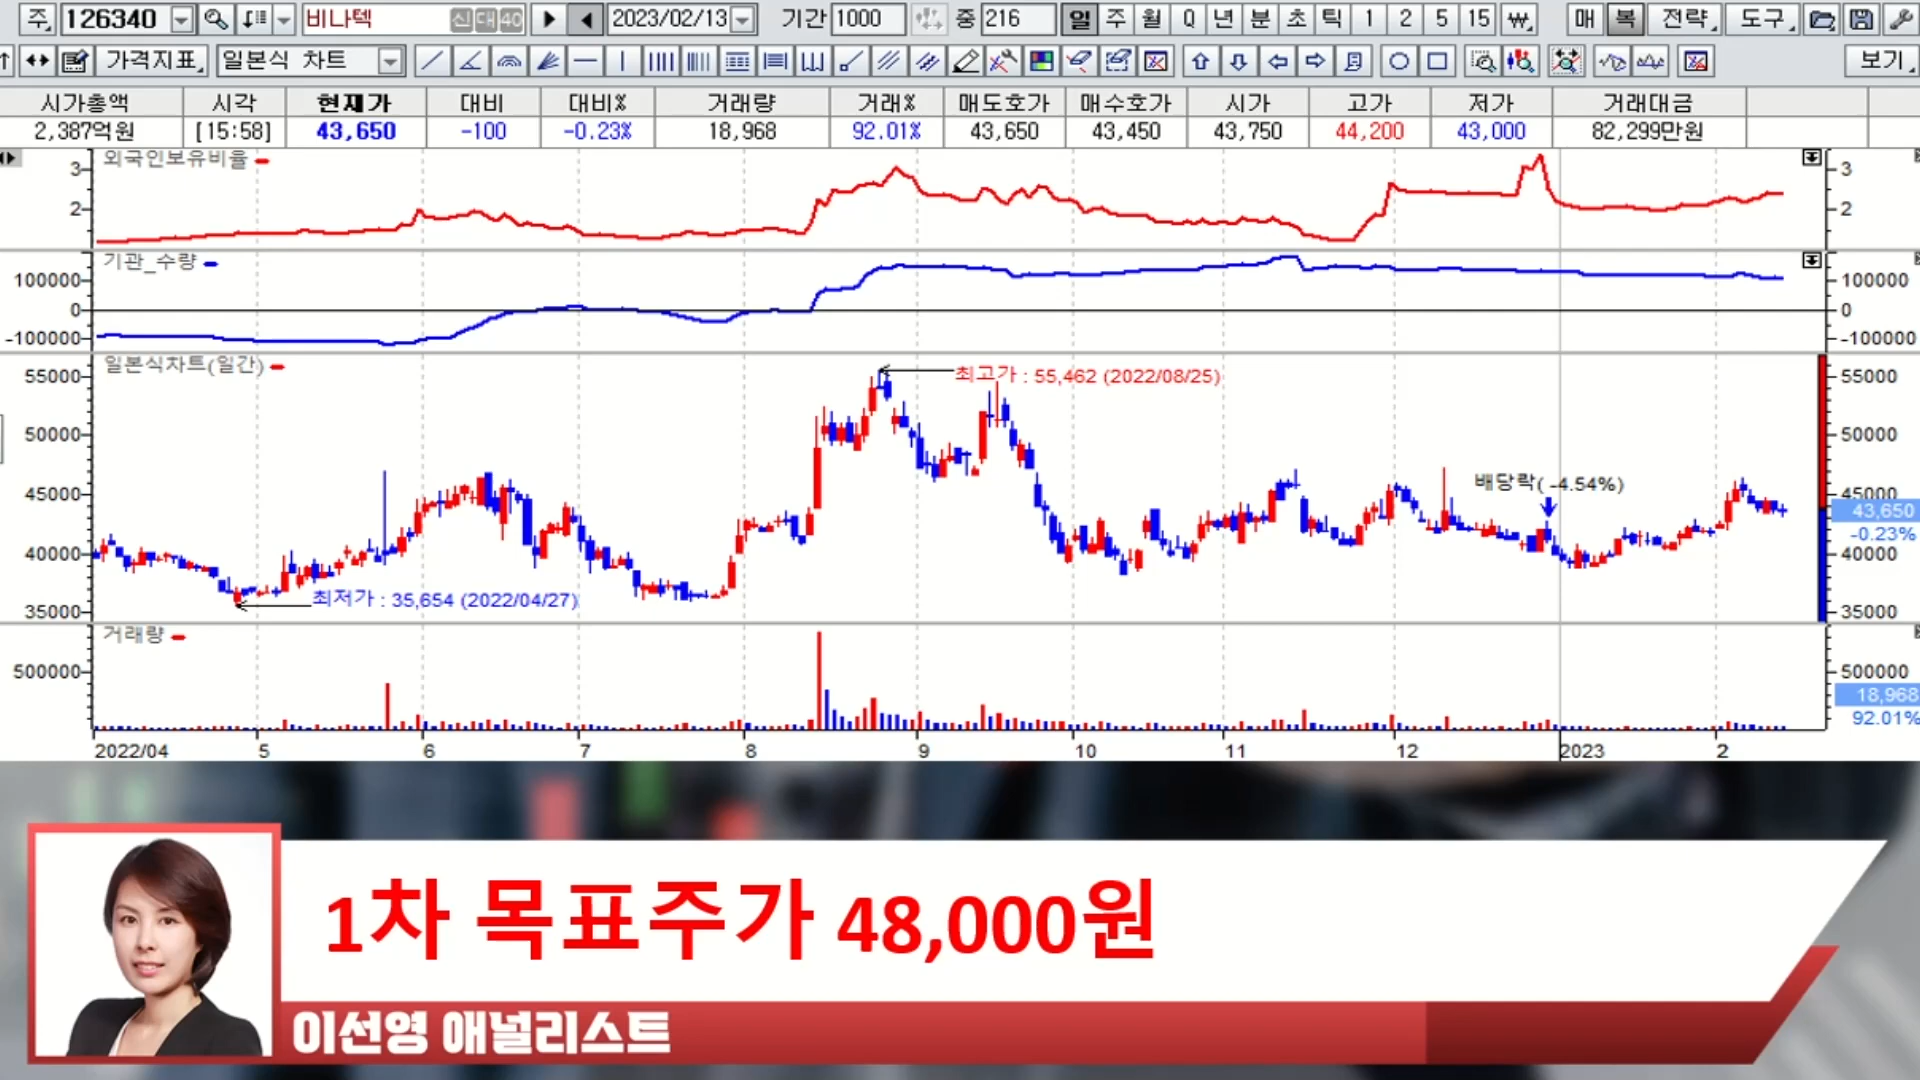 주 126340 비나텍 신 대 40 2023/02/13 기간 1000 중 216 일 주 월 Q 년 분 초 틱 1 2 5 15 ₩ 매 복 전략 도구
가격지표 일본식 차트 보기
시가총액 시각 현재가 대비 대비% 거래량 거래% 매도호가 매수호가 시가 고가 저가 거래대금
2,387억원 [15:58] 43,650 -100 -0.23% 18,968 92.01% 43,650 43,450 43,750 44,200 43,000 82,299만원
외국인보유비율
3 3
2 2
기관_수량
100000 100000
0 0
-100000 -100000
일본식차트(일간)
55000 최고가 : 55,462 (2022/08/25) 55000
50000 50000
45000 배당락( -4.54%) 45000
43,650
-0.23%
40000 40000
최저가 : 35,654 (2022/04/27)
35000 35000
거래량
500000 500000
18,968
92.01%
2022/04 5 6 7 8 9 10 11 12 2023 2
1차 목표주가 48,000원
이선영 애널리스트